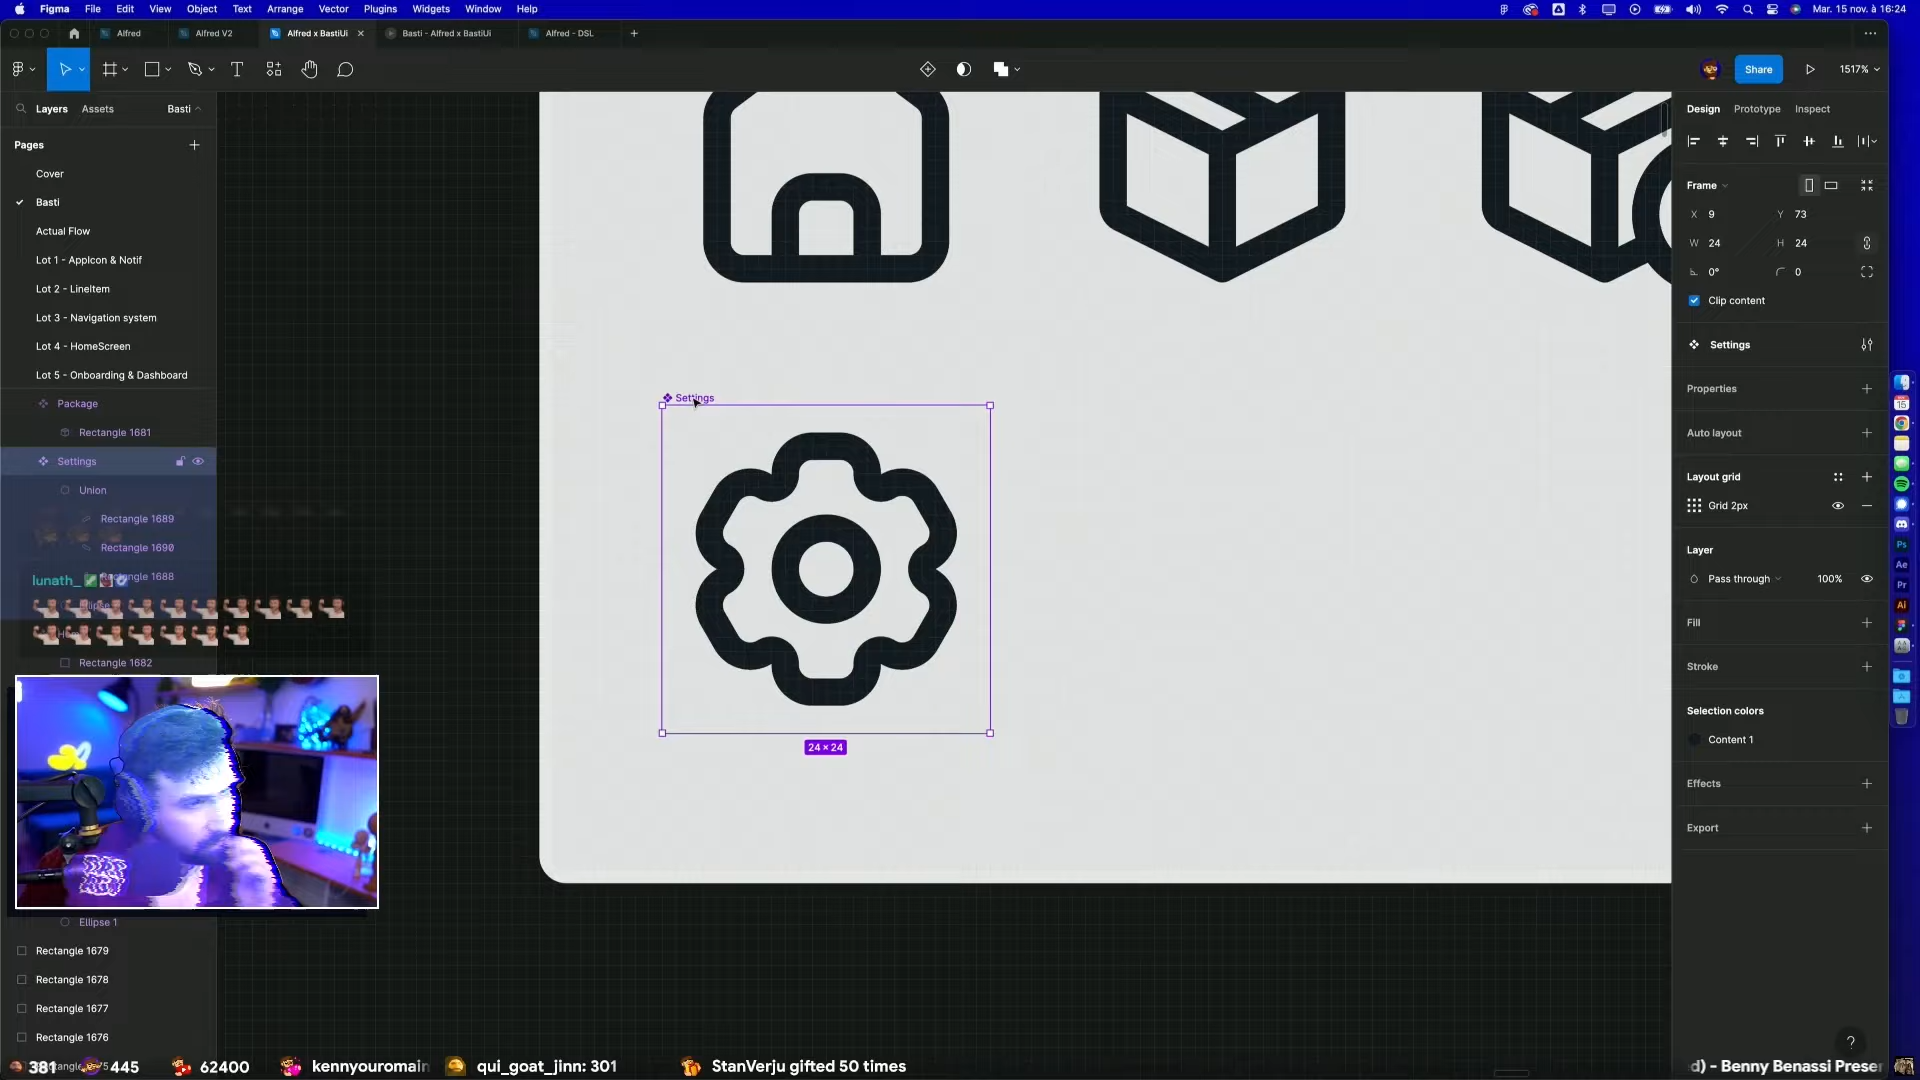 Figma File Edit View Object Text Arrange Vector Plugins Widgets Window Help
Mar. 15 nov. à 16:24
Alfred
Alfred V2
Alfred x BastiUi
Basti - Alfred x BastiUi
Alfred - DSL
Share
1517%
Layers Assets Basti
Pages
Cover
Basti
Actual Flow
Lot 1 - AppIcon & Notif
Lot 2 - LineItem
Lot 3 - Navigation system
Lot 4 - HomeScreen
Lot 5 - Onboarding & Dashboard
Package
Rectangle 1681
Settings
Union
Rectangle 1689
Rectangle 1690
Rectangle 1688
lunath_
Rectangle 1682
Ellipse 1
Rectangle 1679
Rectangle 1678
Rectangle 1677
Rectangle 1676
Settings
24 × 24
Design Prototype Inspect
Frame
X 9 Y 73
W 24 H 24
0° 0
Clip content
Settings
Properties
Auto layout
Layout grid
Grid 2px
Layer
Pass through 100%
Fill
Stroke
Selection colors
Content 1
Effects
Export
?
381 445 62400 kennyouromain qui_goat_jinn: 301 StanVerju gifted 50 times
d) - Benny Benassi Preser